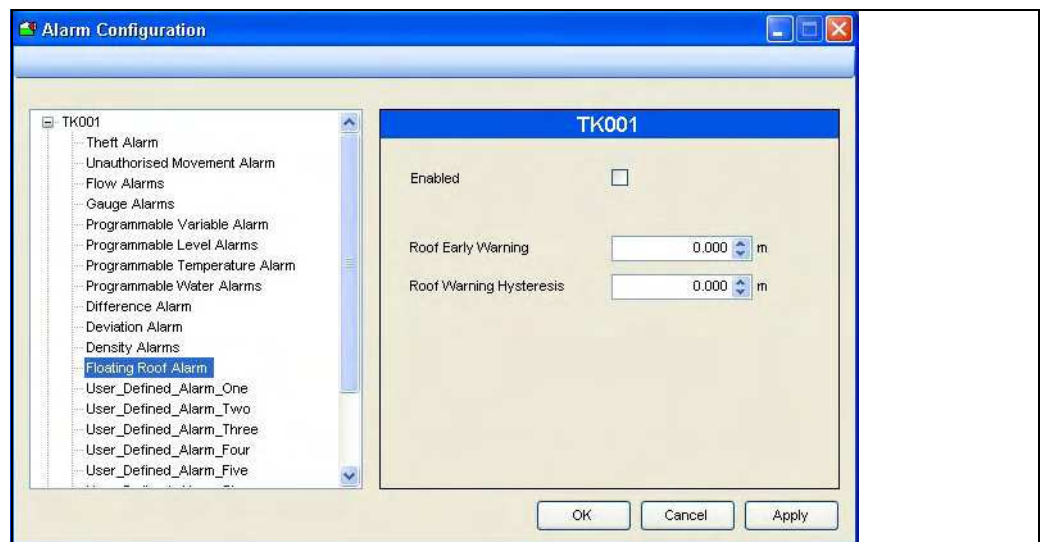 Alarm Configuration
TK001
Theft Alarm
Unauthorised Movement Alarm
Flow Alarms
Gauge Alarms
Programmable Variable Alarm
Programmable Level Alarms
Programmable Temperature Alarm
Programmable Water Alarms
Difference Alarm
Deviation Alarm
Density Alarms
Floating Roof Alarm
User_Defined_Alarm_One
User_Defined_Alarm_Two
User_Defined_Alarm_Three
User_Defined_Alarm_Four
User_Defined_Alarm_Five
TK001
Enabled
Roof Early Warning 0.000 m
Roof Warning Hysteresis 0.000 m
OK Cancel Apply